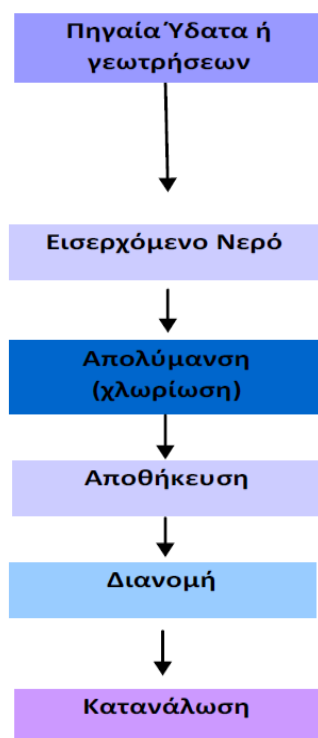 Πηγαία Ύδατα ή
γεωτρήσεων
Εισερχόμενο Νερό
Απολύμανση
(χλωρίωση)
Αποθήκευση
Διανομή
Κατανάλωση